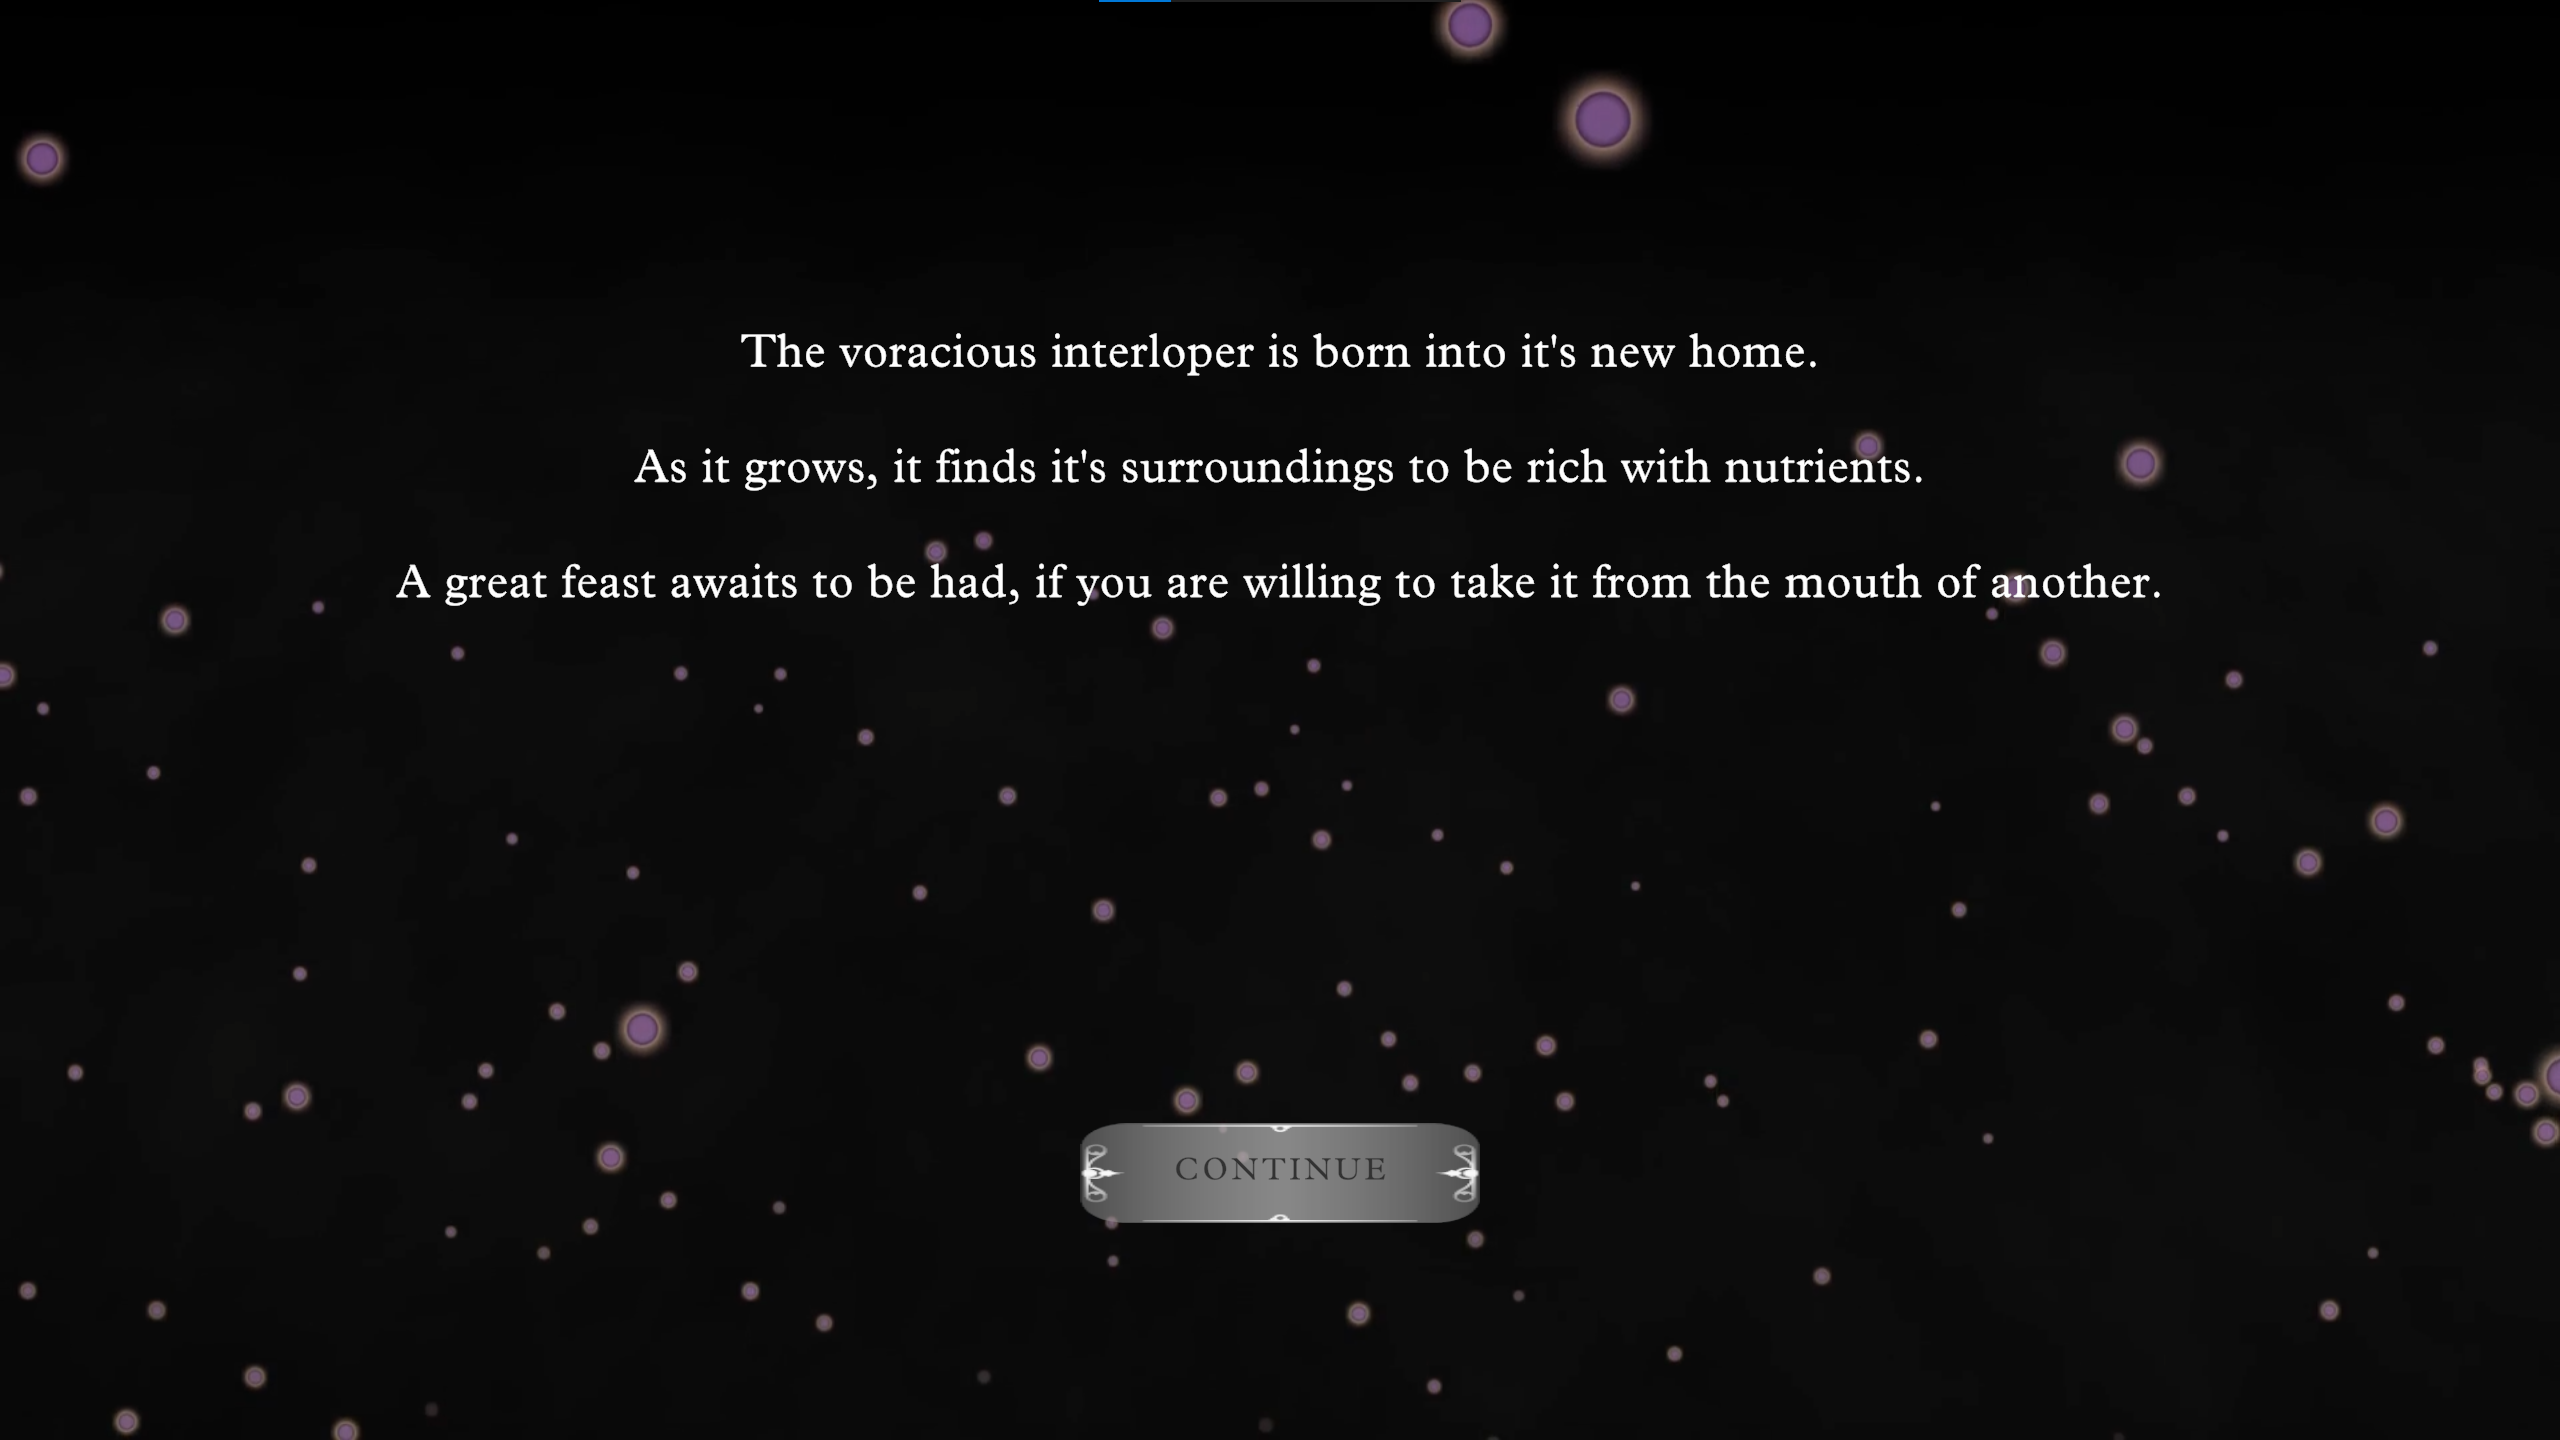 The voracious interloper is born into it's new home.
As it grows, it finds it's surroundings to be rich with nutrients.
A great feast awaits to be had, if you are willing to take it from the mouth of another.
CONTINUE